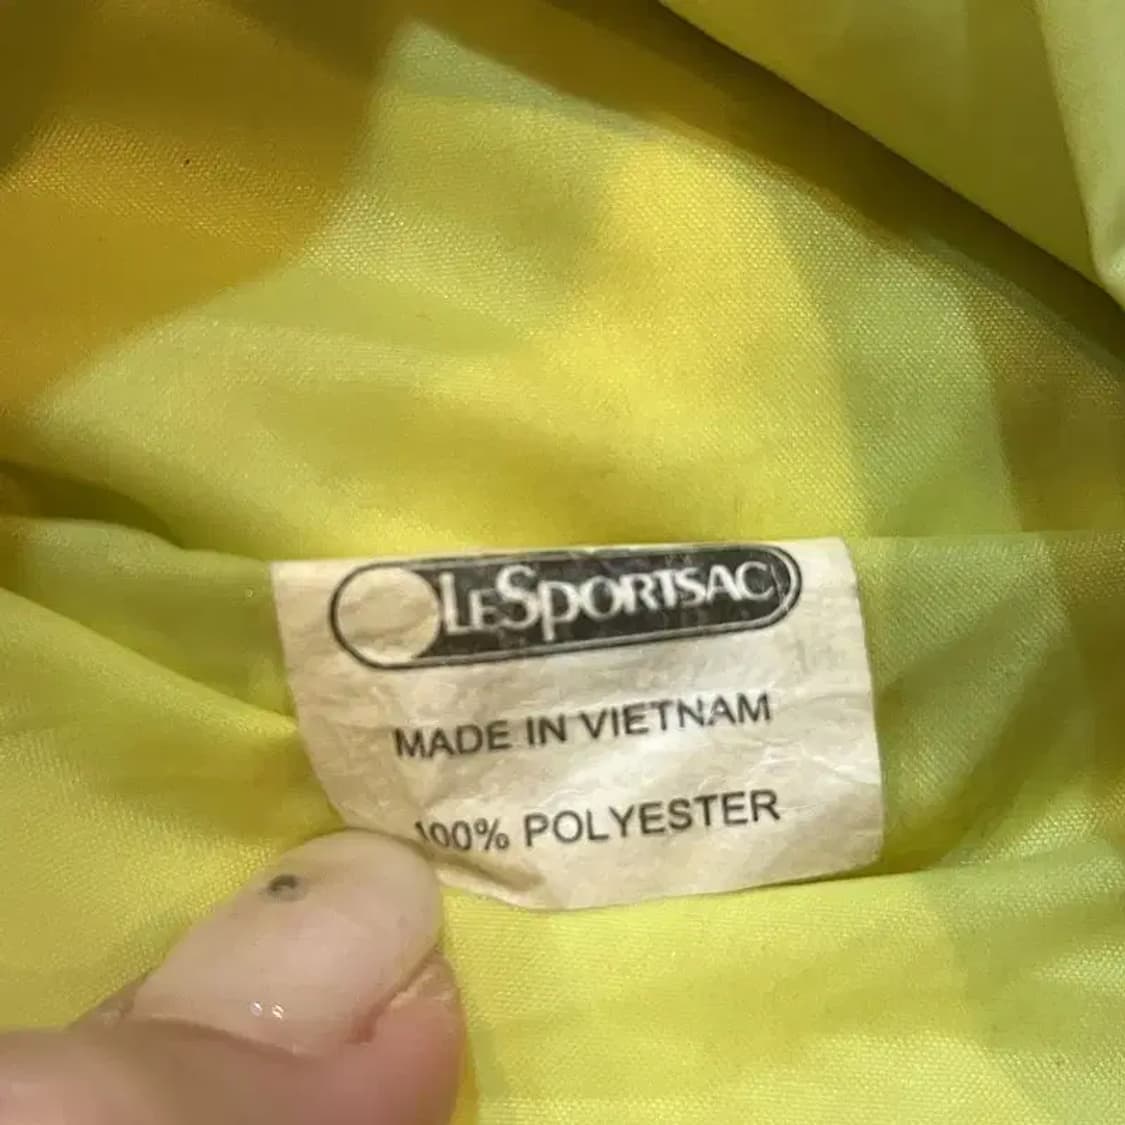 LeSportsac
MADE IN VIETNAM
100% POLYESTER